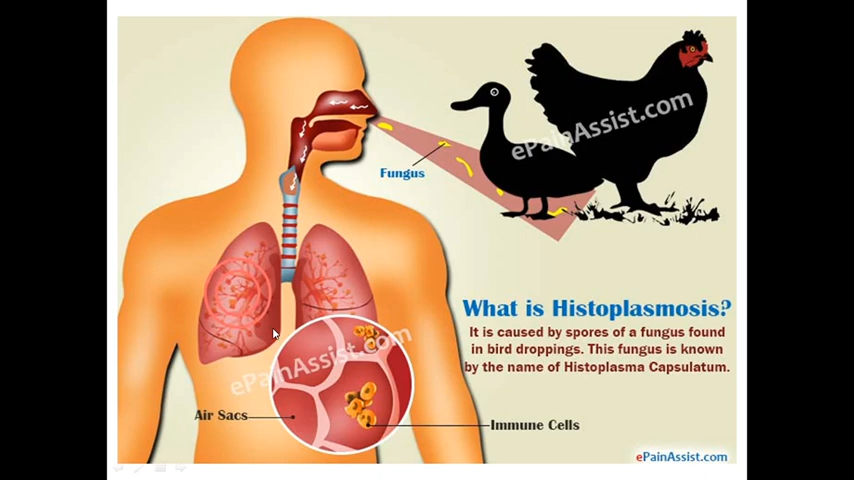 ePainAssist.com
Fungus
What is Histoplasmosis?
It is caused by spores of a fungus found
in bird droppings. This fungus is known
by the name of Histoplasma Capsulatum.
ePainAssist.com
Air Sacs
Immune Cells
ePainAssist.com